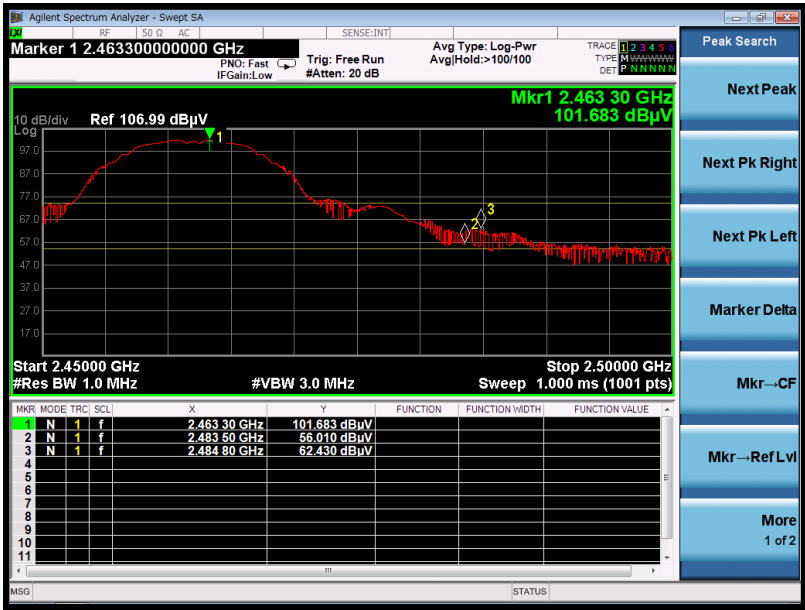 Agilent Spectrum Analyzer - Swept SA
LXI RF 50 Ω AC SENSE:INT
Marker 1 2.463300000000 GHz
PNO: Fast
IFGain:Low
Trig: Free Run
#Atten: 20 dB
Avg Type: Log-Pwr
Avg|Hold:>100/100
TRACE 1 2 3 4 5 6
TYPE M WWWWW
DET P N N N N N
Mkr1 2.463 30 GHz
101.683 dBµV
10 dB/div Ref 106.99 dBµV
Log
1
97.0
87.0
77.0
67.0
57.0
47.0
37.0
27.0
17.0
2
3
Start 2.45000 GHz Stop 2.50000 GHz
#Res BW 1.0 MHz #VBW 3.0 MHz Sweep 1.000 ms (1001 pts)
MKR MODE TRC SCL X Y FUNCTION FUNCTION WIDTH FUNCTION VALUE
1 N 1 f 2.463 30 GHz 101.683 dBµV
2 N 1 f 2.483 50 GHz 56.010 dBµV
3 N 1 f 2.484 80 GHz 62.430 dBµV
4
5
6
7
8
9
10
11
MSG STATUS
Peak Search
Next Peak
Next Pk Right
Next Pk Left
Marker Delta
Mkr→CF
Mkr→Ref Lvl
More
1 of 2